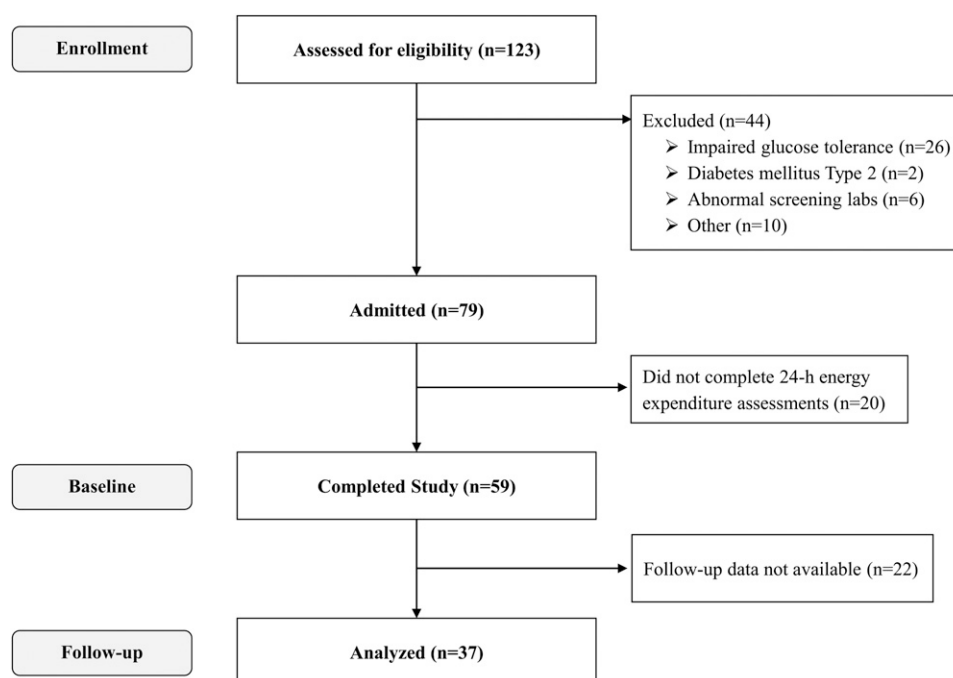 Enrollment
Assessed for eligibility (n=123)
Excluded (n=44)
➢ Impaired glucose tolerance (n=26)
➢ Diabetes mellitus Type 2 (n=2)
➢ Abnormal screening labs (n=6)
➢ Other (n=10)
Admitted (n=79)
Did not complete 24-h energy
expenditure assessments (n=20)
Baseline
Completed Study (n=59)
Follow-up data not available (n=22)
Follow-up
Analyzed (n=37)